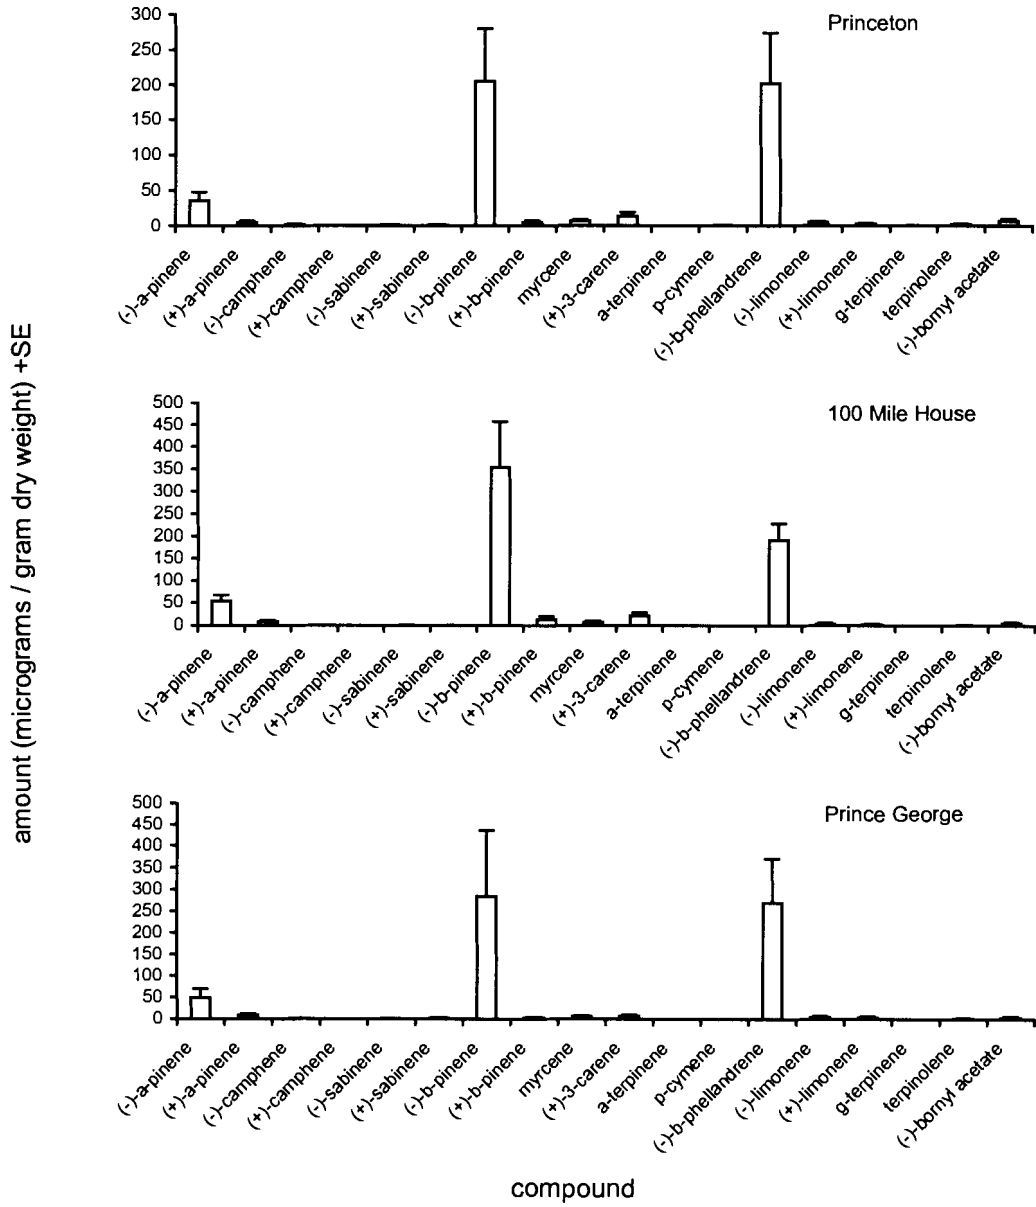 amount (micrograms / gram dry weight) +SE
Princeton
300
250
200
150
100
50
0
(-)-a-pinene
(+)-a-pinene
(-)-camphene
(+)-camphene
(-)-sabinene
(+)-sabinene
(-)-b-pinene
(+)-b-pinene
myrcene
(+)-3-carene
a-terpinene
p-cymene
(-)-b-phellandrene
(-)-limonene
(+)-limonene
g-terpinene
terpinolene
(-)-bornyl acetate
100 Mile House
500
450
400
350
300
250
200
150
100
50
0
(-)-a-pinene
(+)-a-pinene
(-)-camphene
(+)-camphene
(-)-sabinene
(+)-sabinene
(-)-b-pinene
(+)-b-pinene
myrcene
(+)-3-carene
a-terpinene
p-cymene
(-)-b-phellandrene
(-)-limonene
(+)-limonene
g-terpinene
terpinolene
(-)-bornyl acetate
Prince George
500
450
400
350
300
250
200
150
100
50
0
(-)-a-pinene
(+)-a-pinene
(-)-camphene
(+)-camphene
(-)-sabinene
(+)-sabinene
(-)-b-pinene
(+)-b-pinene
myrcene
(+)-3-carene
a-terpinene
p-cymene
(-)-b-phellandrene
(-)-limonene
(+)-limonene
g-terpinene
terpinolene
(-)-bornyl acetate
compound